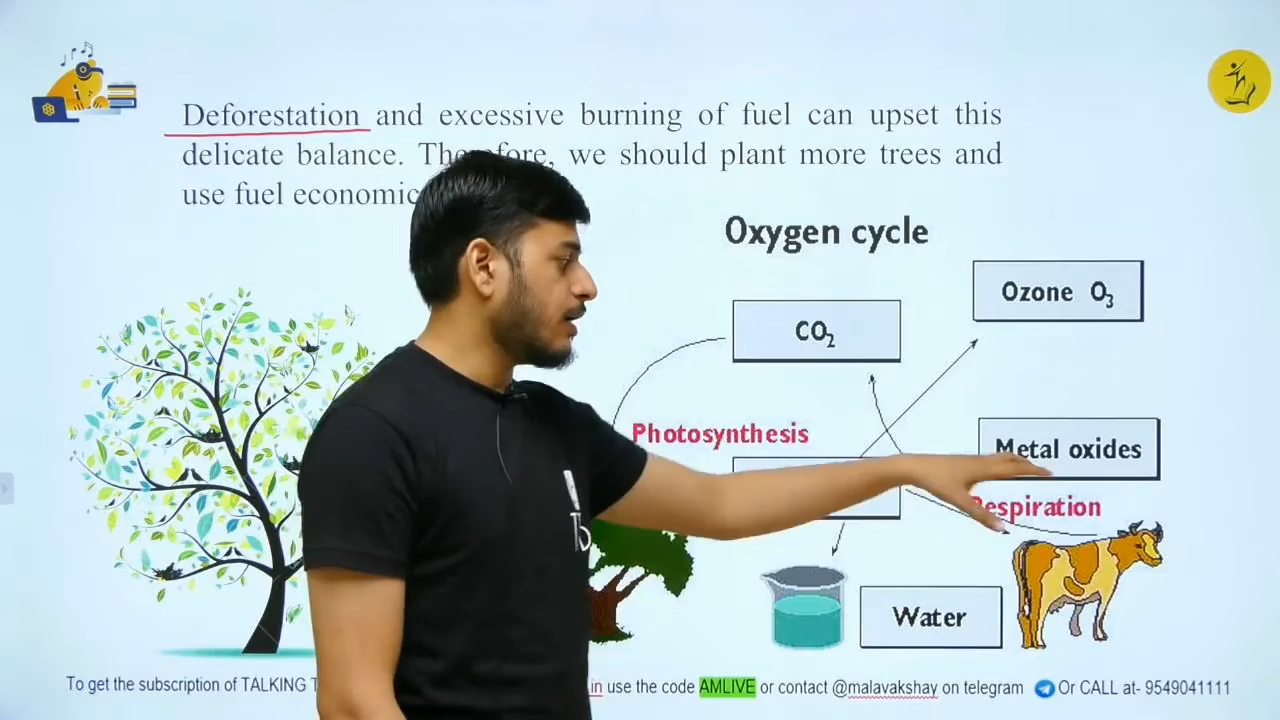 Deforestation and excessive burning of fuel can upset this
delicate balance. Therefore, we should plant more trees and
use fuel economic
Oxygen cycle
Ozone O₃
CO₂
Photosynthesis
Metal oxides
Respiration
Water
To get the subscription of TALKING in use the code AMLIVE or contact @malavakshay on telegram Or CALL at- 9549041111